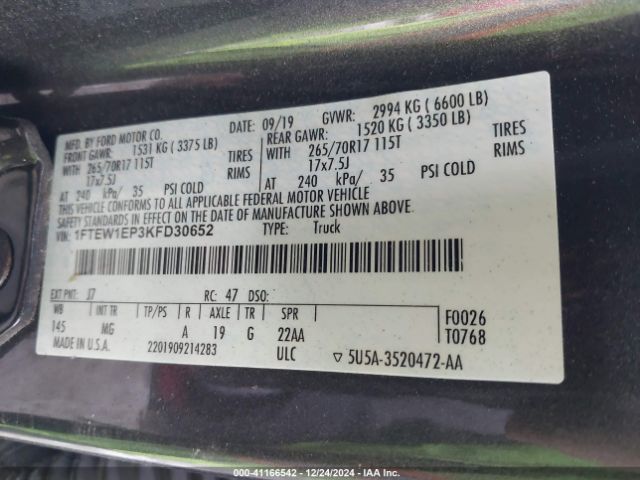 MFD. BY FORD MOTOR CO. DATE: 09/19 GVWR: 2994 KG ( 6600 LB)
FRONT GAWR: 1531 KG ( 3375 LB) REAR GAWR: 1520 KG ( 3350 LB)
WITH 265/70R17 115T TIRES WITH 265/70R17 115T TIRES
17x7.5J RIMS 17x7.5J RIMS
AT 240 kPa/ 35 PSI COLD AT 240 kPa/ 35 PSI COLD
THIS VEHICLE CONFORMS TO ALL APPLICABLE FEDERAL MOTOR VEHICLE
SAFETY STANDARDS IN EFFECT ON THE DATE OF MANUFACTURE SHOWN ABOVE.
VIN: 1FTEW1EP3KFD30652 TYPE: Truck
EXT PNT: J7 RC: 47 DSO:
WB INT TR TP/PS R AXLE TR SPR F0026
145 MG A 19 G 22AA T0768
MADE IN U.S.A. 2201909214283 ULC ▽ 5U5A-3520472-AA
000-41166542 - 12/24/2024 - IAA Inc.